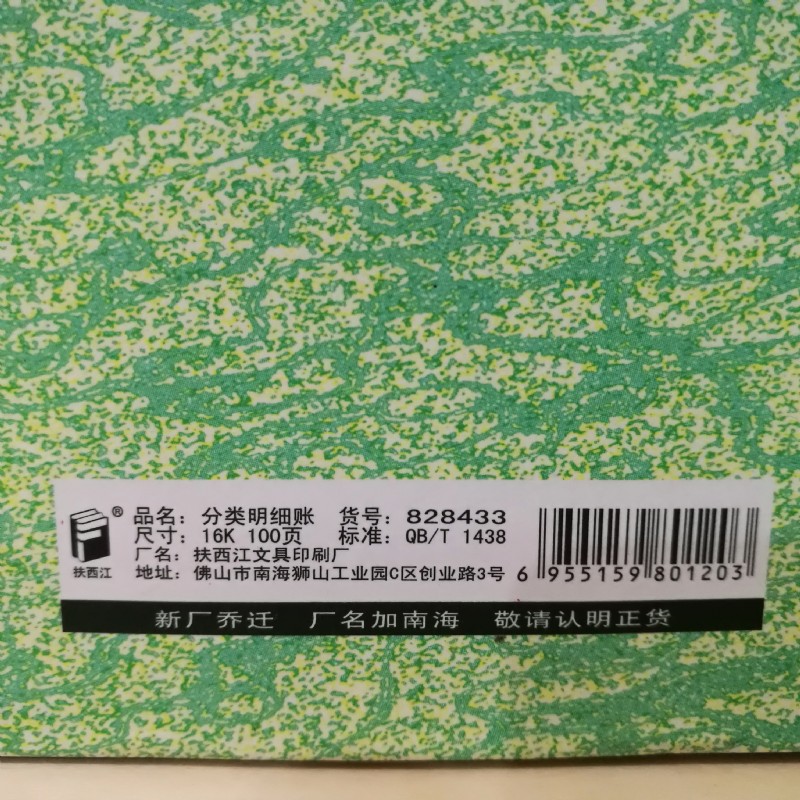 品名：分类明细账 货号：828433
尺寸：16K 100页 标准：QB/T 1438
厂名：扶西江文具印刷厂
地址：佛山市南海狮山工业园C区创业路3号
扶西江®
6 955159 801203
新厂乔迁 厂名加南海 敬请认明正货